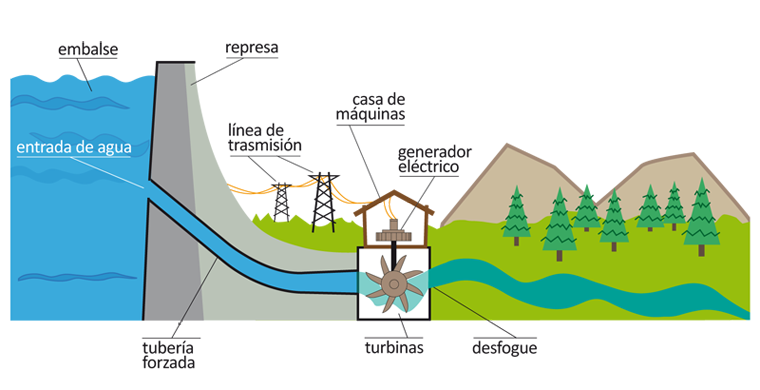 embalse
represa
casa de
máquinas
línea de
trasmisión
entrada de agua
generador
eléctrico
tubería
forzada
turbinas
desfogue